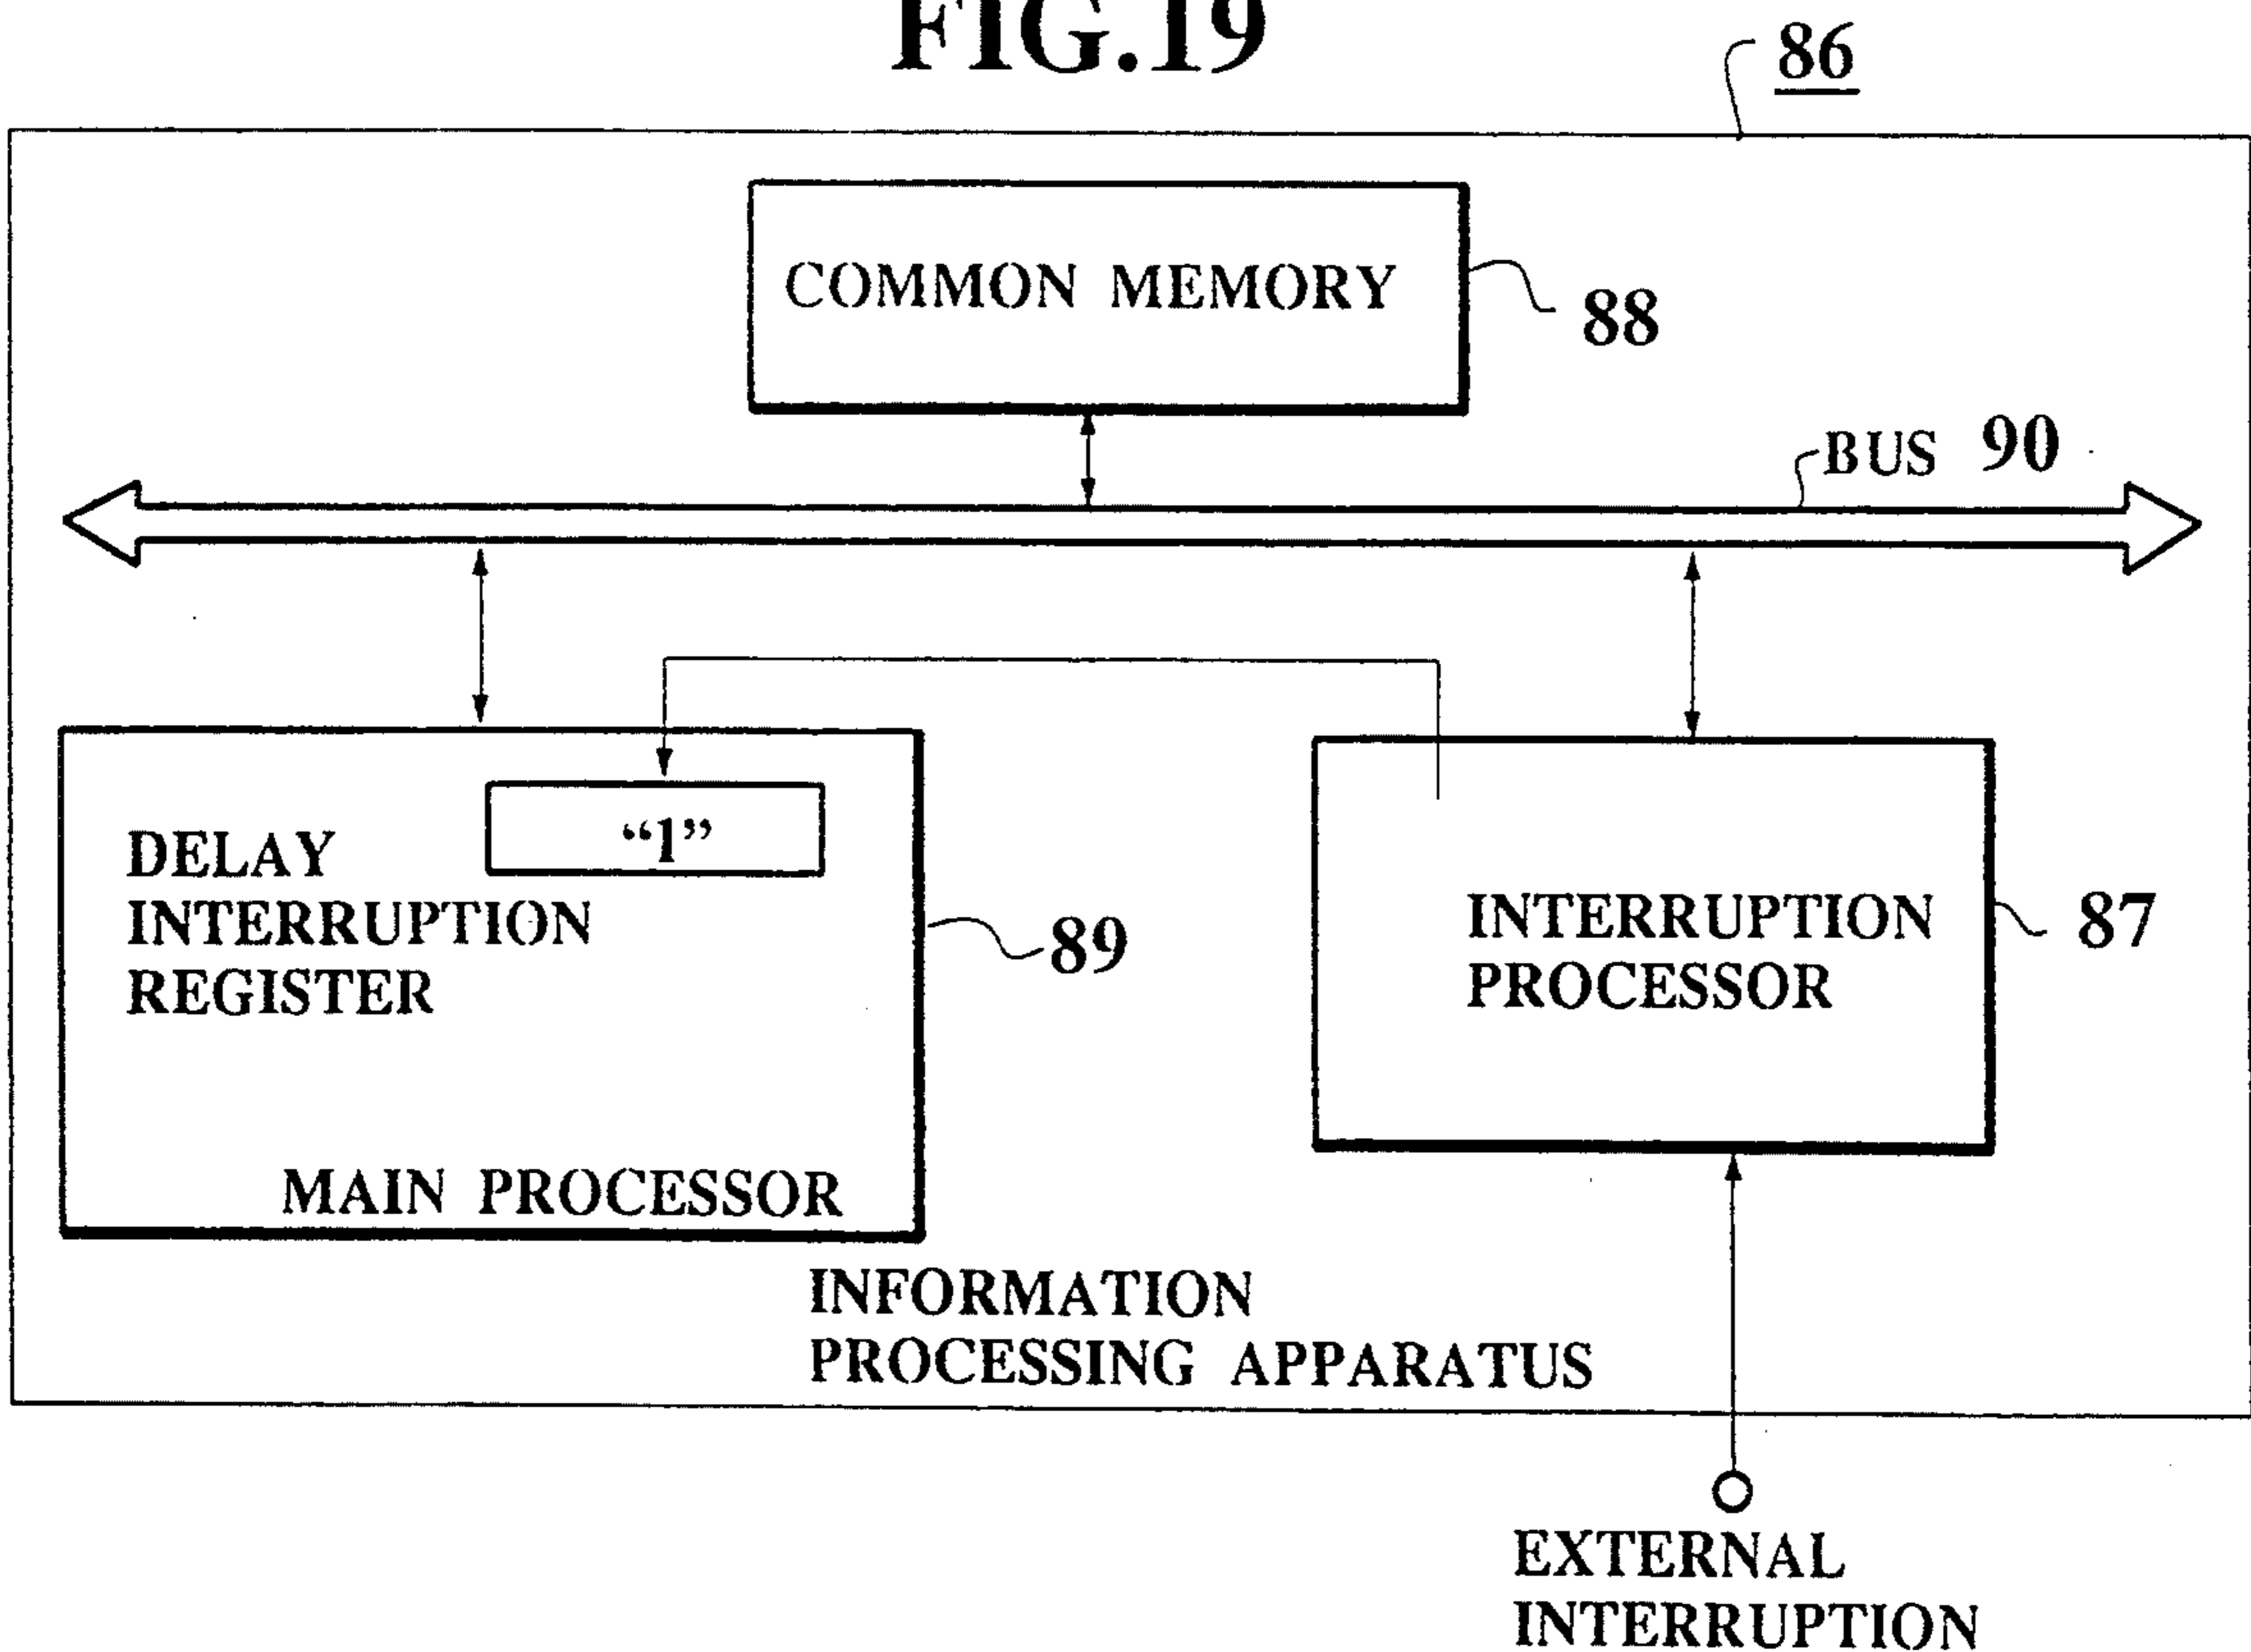 FIG.19
86
COMMON MEMORY
88
BUS 90
DELAY
INTERRUPTION
REGISTER
“1”
89
MAIN PROCESSOR
INTERRUPTION
PROCESSOR
87
INFORMATION
PROCESSING APPARATUS
EXTERNAL
INTERRUPTION